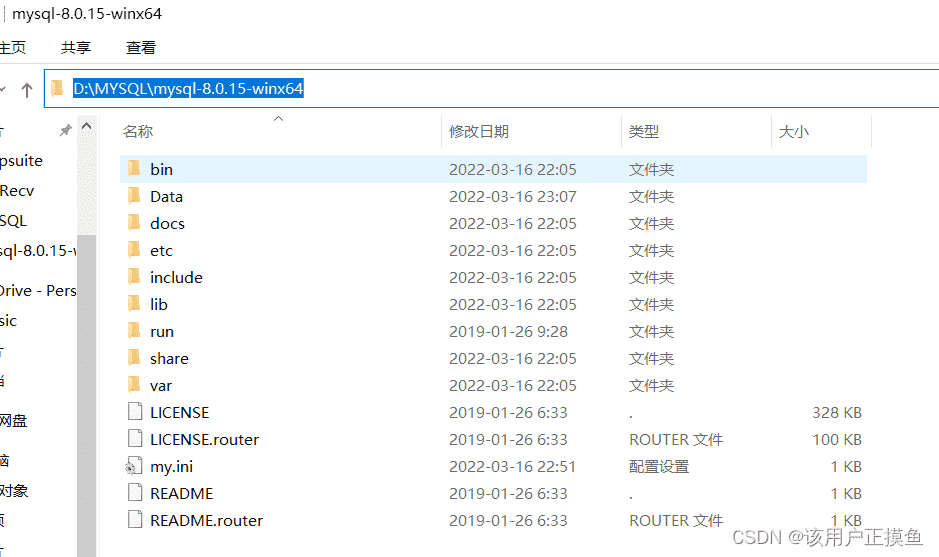 mysql-8.0.15-winx64
主页 共享 查看
D:\MYSQL\mysql-8.0.15-winx64
名称 修改日期 类型 大小
psuite
Recv
SQL
sql-8.0.15-w
Drive - Pers
sic
网盘
对象
bin 2022-03-16 22:05 文件夹
Data 2022-03-16 23:07 文件夹
docs 2022-03-16 22:05 文件夹
etc 2022-03-16 22:05 文件夹
include 2022-03-16 22:05 文件夹
lib 2022-03-16 22:05 文件夹
run 2019-01-26 9:28 文件夹
share 2022-03-16 22:05 文件夹
var 2022-03-16 22:05 文件夹
LICENSE 2019-01-26 6:33 . 328 KB
LICENSE.router 2019-01-26 6:33 ROUTER 文件 100 KB
my.ini 2022-03-16 22:51 配置设置 1 KB
README 2019-01-26 6:33 . 1 KB
README.router 2019-01-26 6:33 ROUTER 文件 1 KB
CSDN @该用户正摸鱼